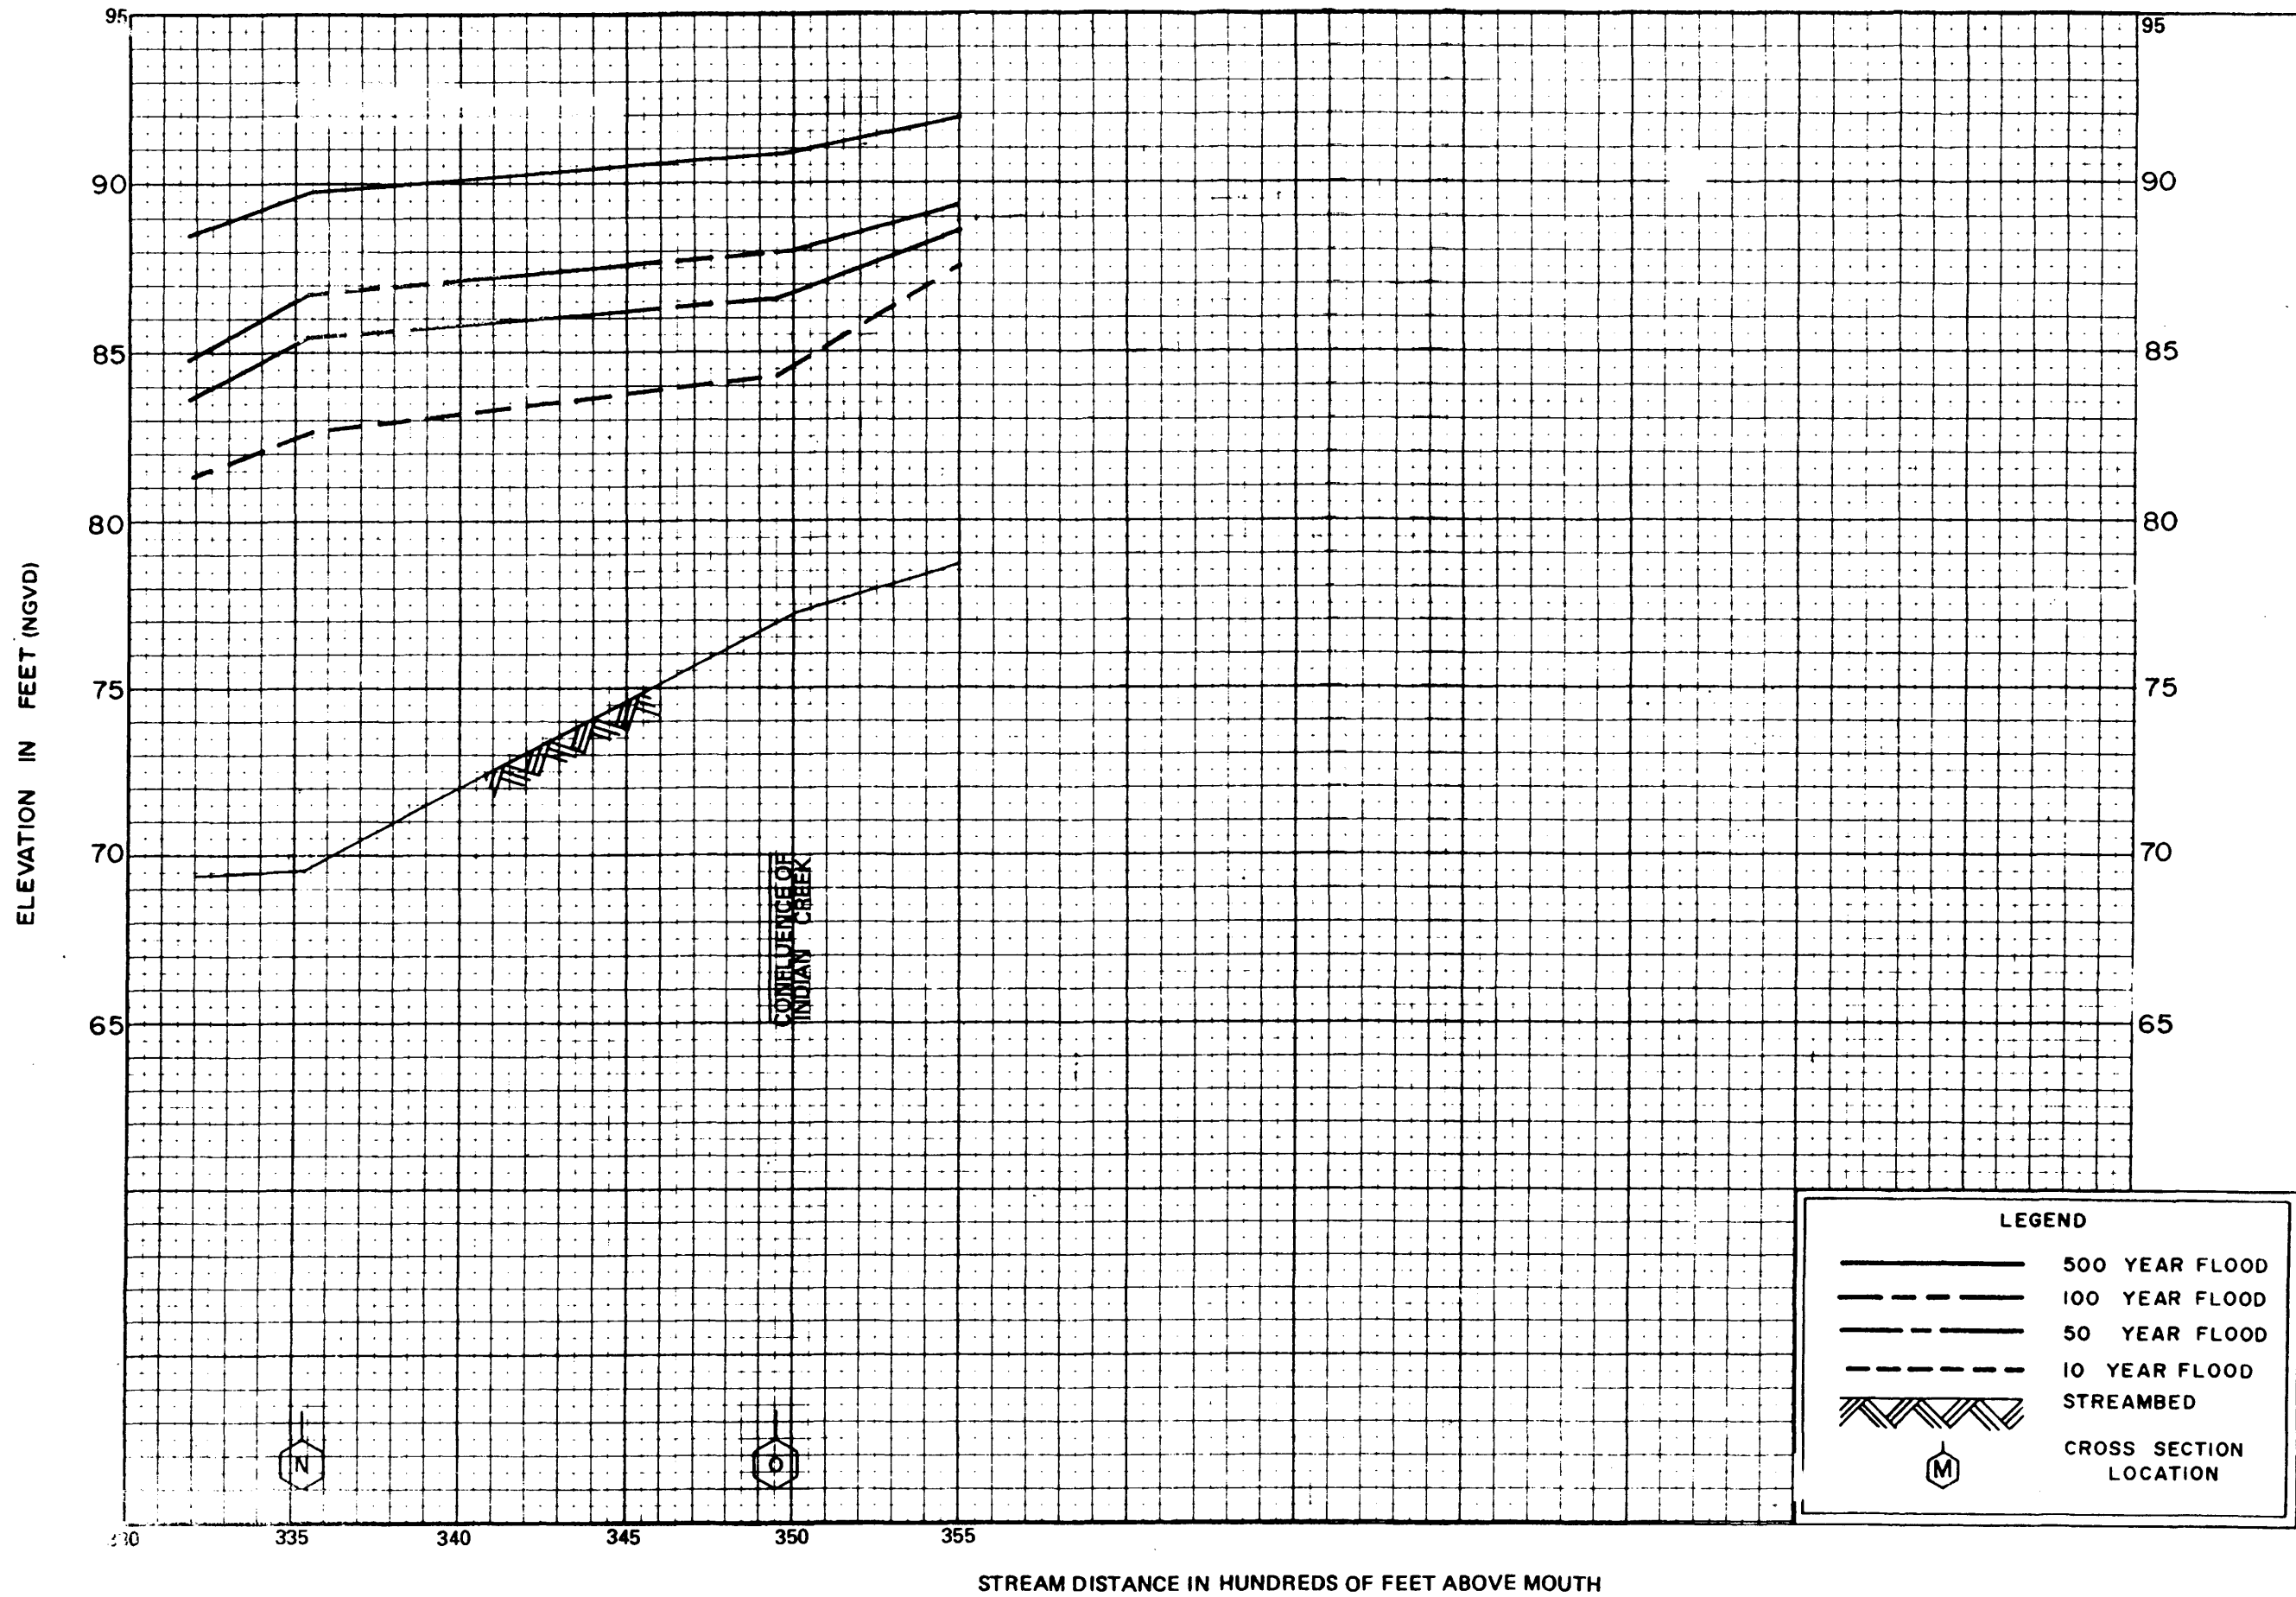 95
90
85
80
75
70
65
ELEVATION IN FEET (NGVD)
95
90
85
80
75
70
65
CONFLUENCE OF
INDIAN CREEK
N
O
335
340
345
350
355
STREAM DISTANCE IN HUNDREDS OF FEET ABOVE MOUTH
LEGEND
500 YEAR FLOOD
100 YEAR FLOOD
50 YEAR FLOOD
10 YEAR FLOOD
STREAMBED
M
CROSS SECTION
LOCATION